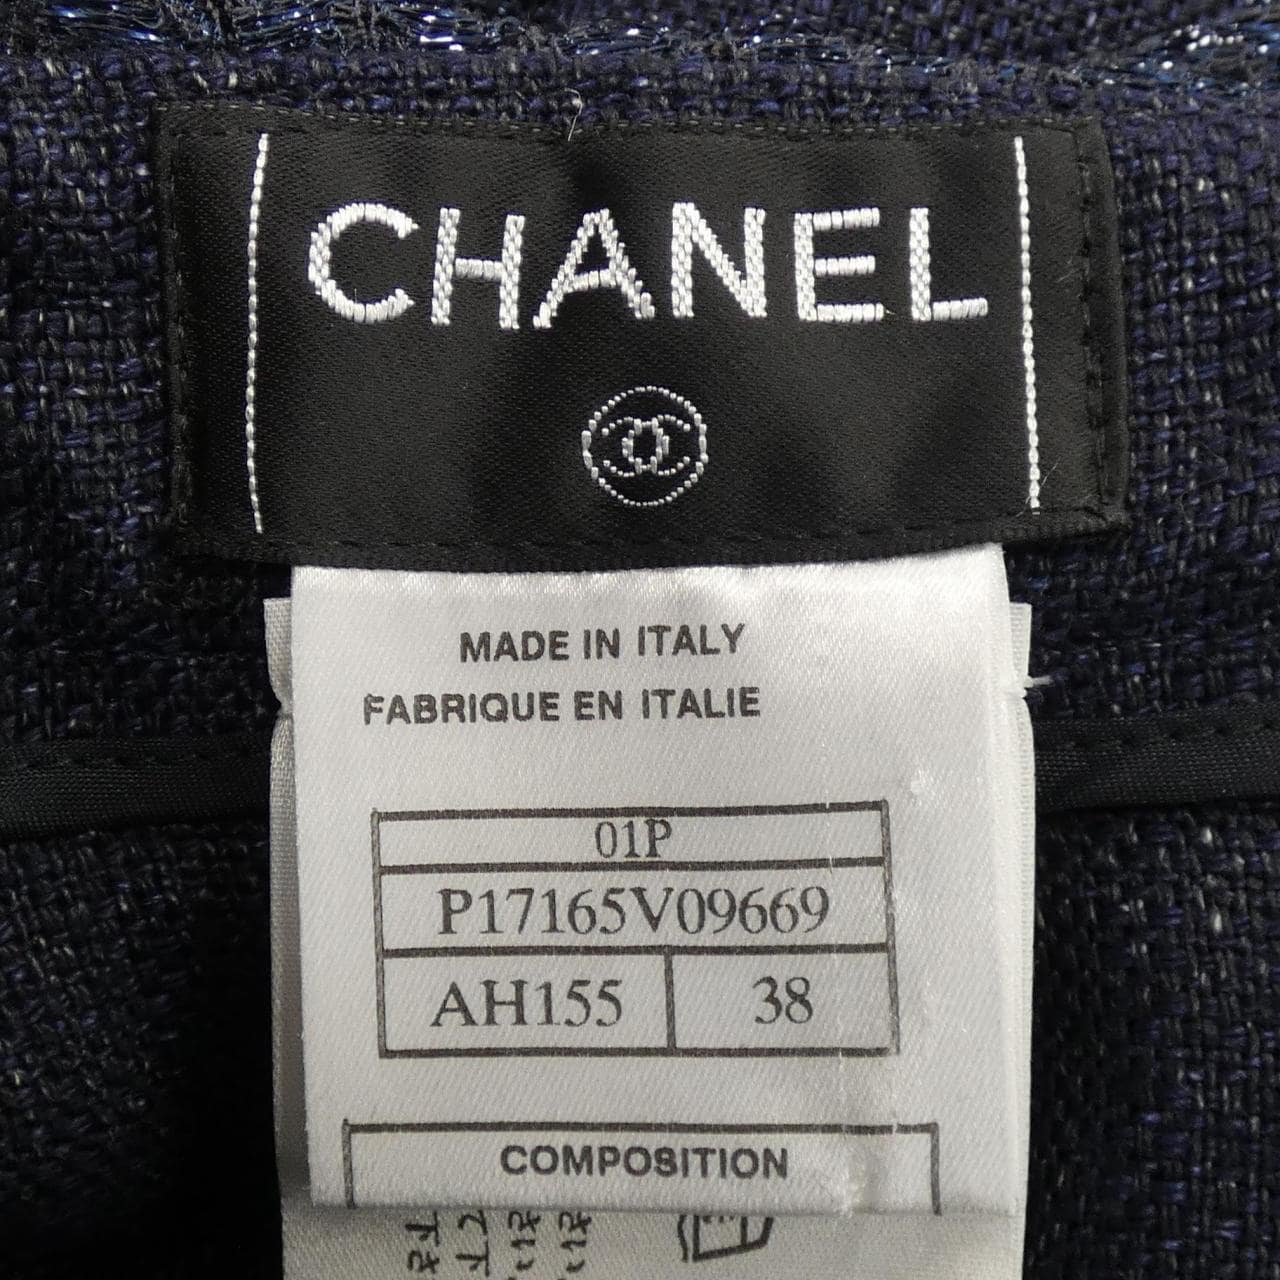 CHANEL
MADE IN ITALY
FABRIQUE EN ITALIE
01P
P17165V09669
AH155 38
COMPOSITION